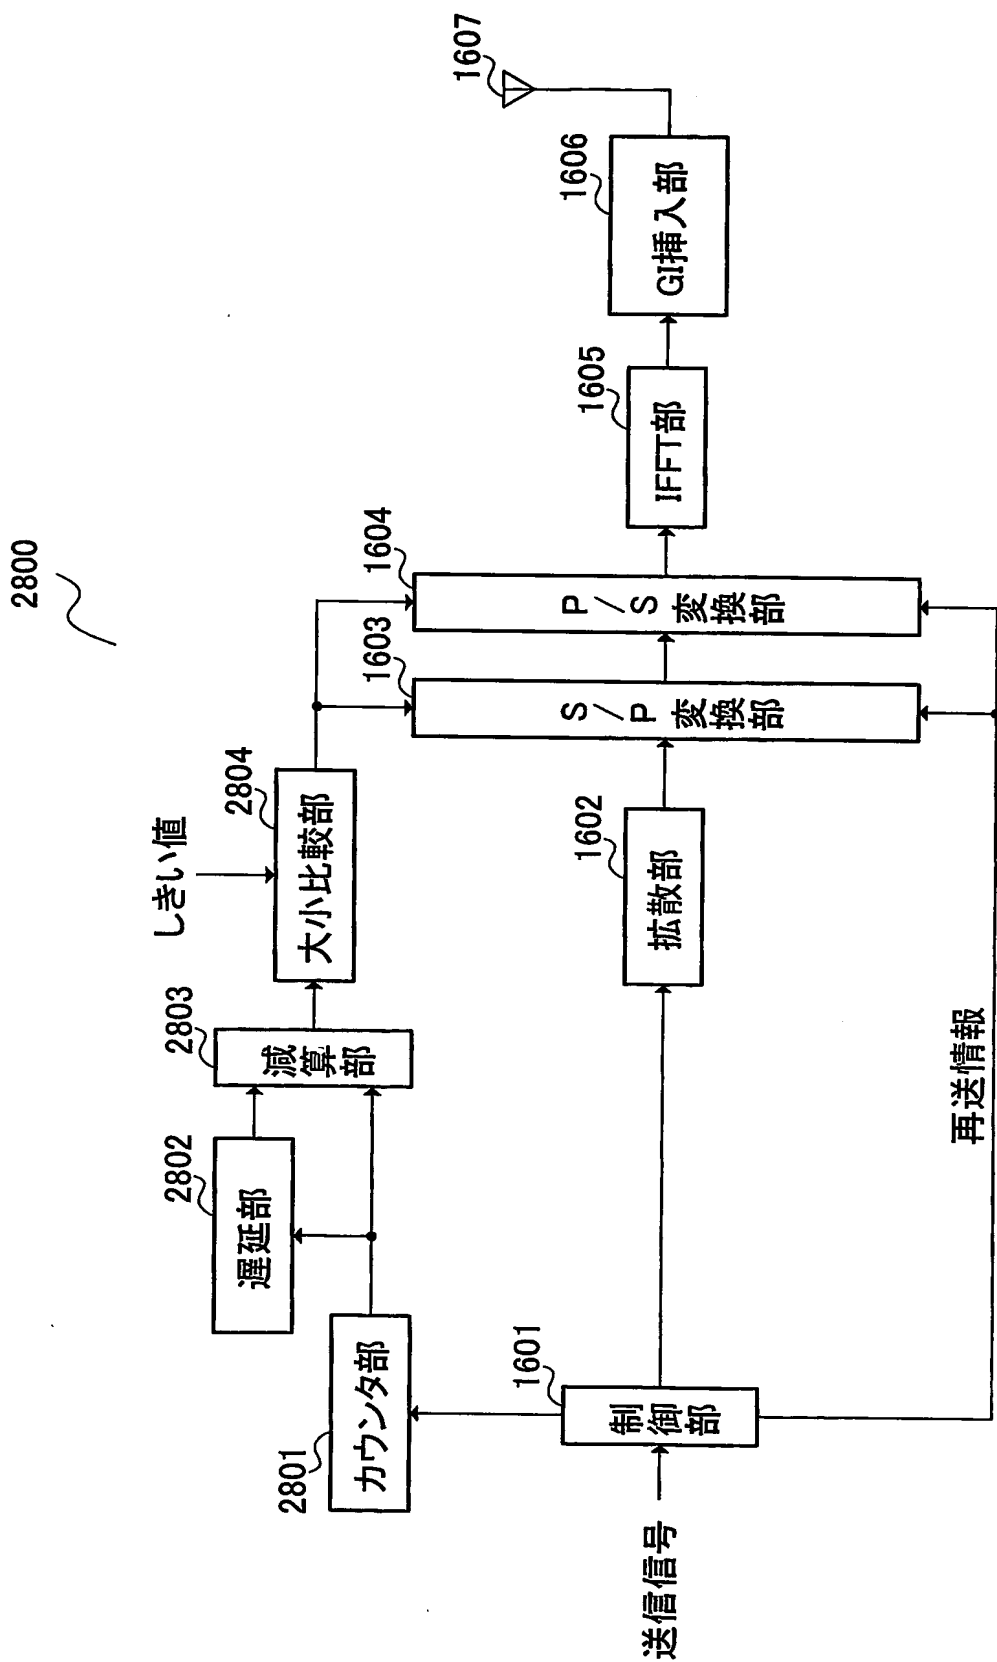 2800
送信信号
1601
制御部
2801
カウンタ部
2802
遅延部
2803
減算部
しきい値
2804
大小比較部
1602
拡散部
1603
S/P変換部
1604
P/S変換部
1605
IFFT部
1606
GI挿入部
1607
再送情報